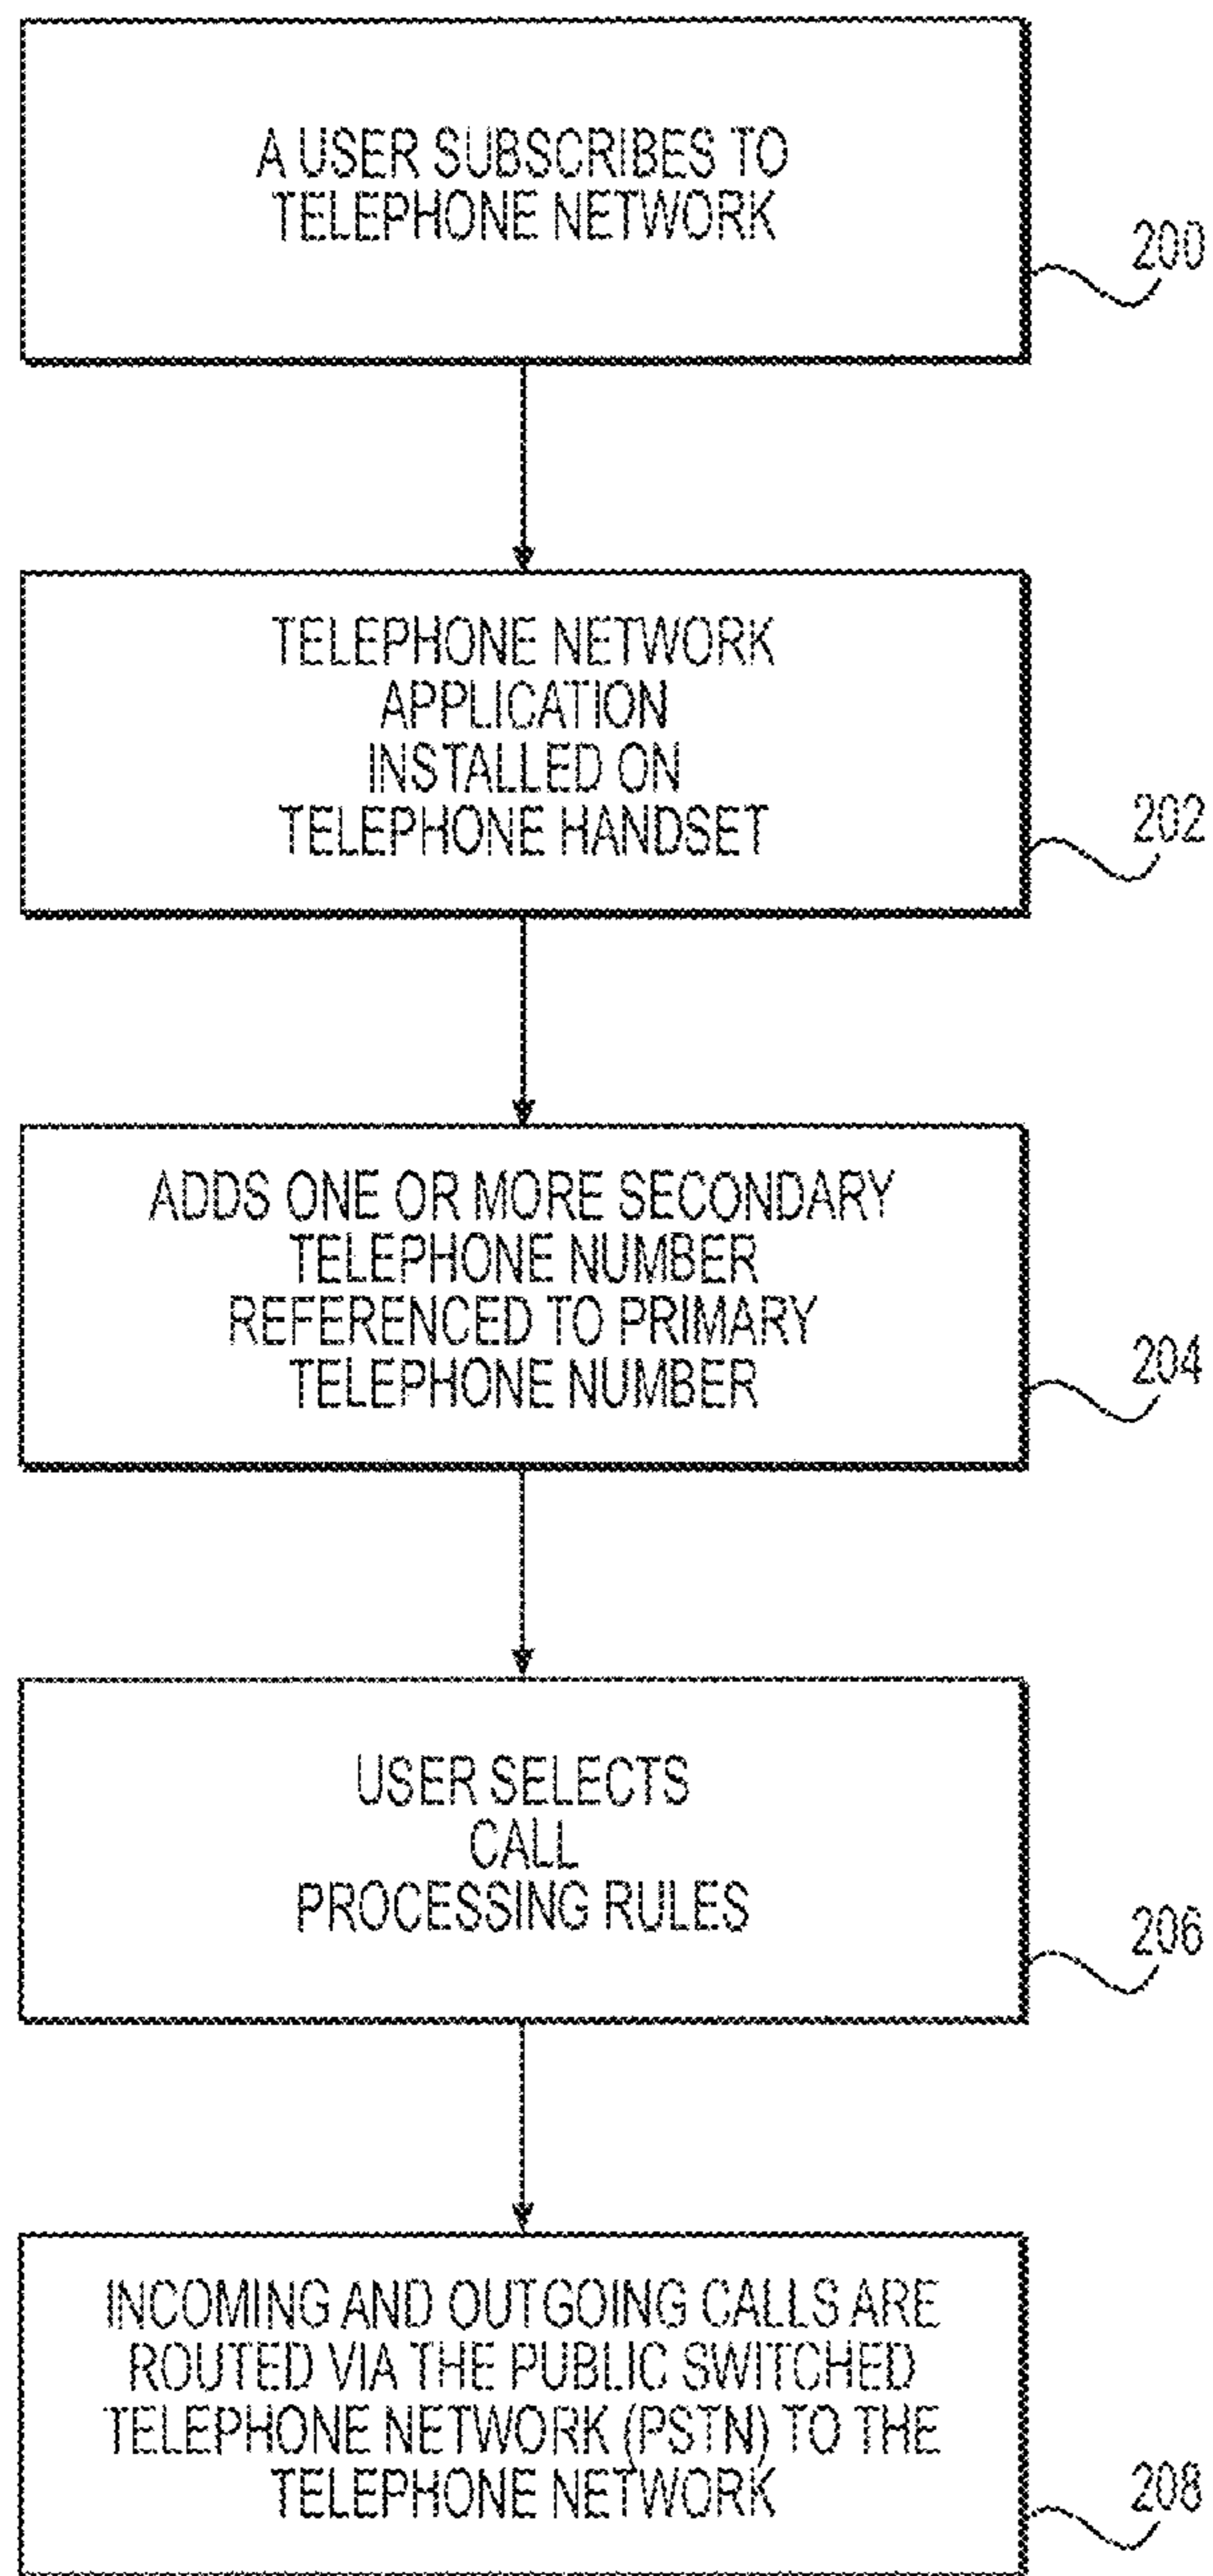 A USER SUBSCRIBES TO
TELEPHONE NETWORK
200
TELEPHONE NETWORK
APPLICATION
INSTALLED ON
TELEPHONE HANDSET
202
ADDS ONE OR MORE SECONDARY
TELEPHONE NUMBER
REFERENCED TO PRIMARY
TELEPHONE NUMBER
204
USER SELECTS
CALL
PROCESSING RULES
206
INCOMING AND OUTGOING CALLS ARE
ROUTED VIA THE PUBLIC SWITCHED
TELEPHONE NETWORK (PSTN) TO THE
TELEPHONE NETWORK
208